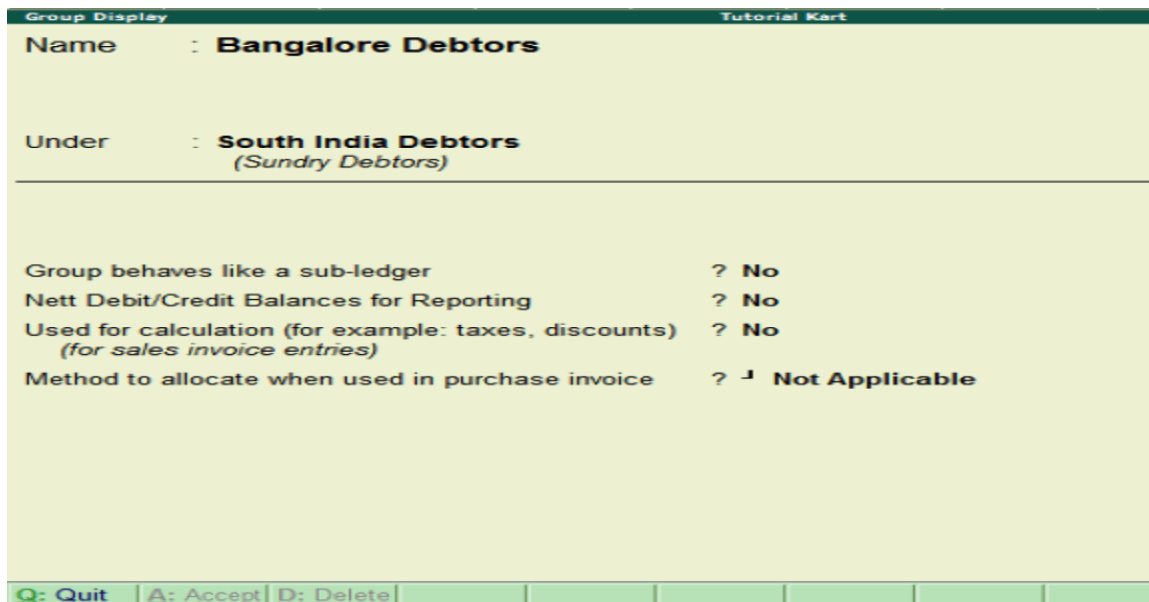 Group Display Tutorial Kart
Name : Bangalore Debtors
Under : South India Debtors
(Sundry Debtors)
Group behaves like a sub-ledger ? No
Nett Debit/Credit Balances for Reporting ? No
Used for calculation (for example: taxes, discounts) ? No
(for sales invoice entries)
Method to allocate when used in purchase invoice ? ┘ Not Applicable
Q: Quit A: Accept D: Delete